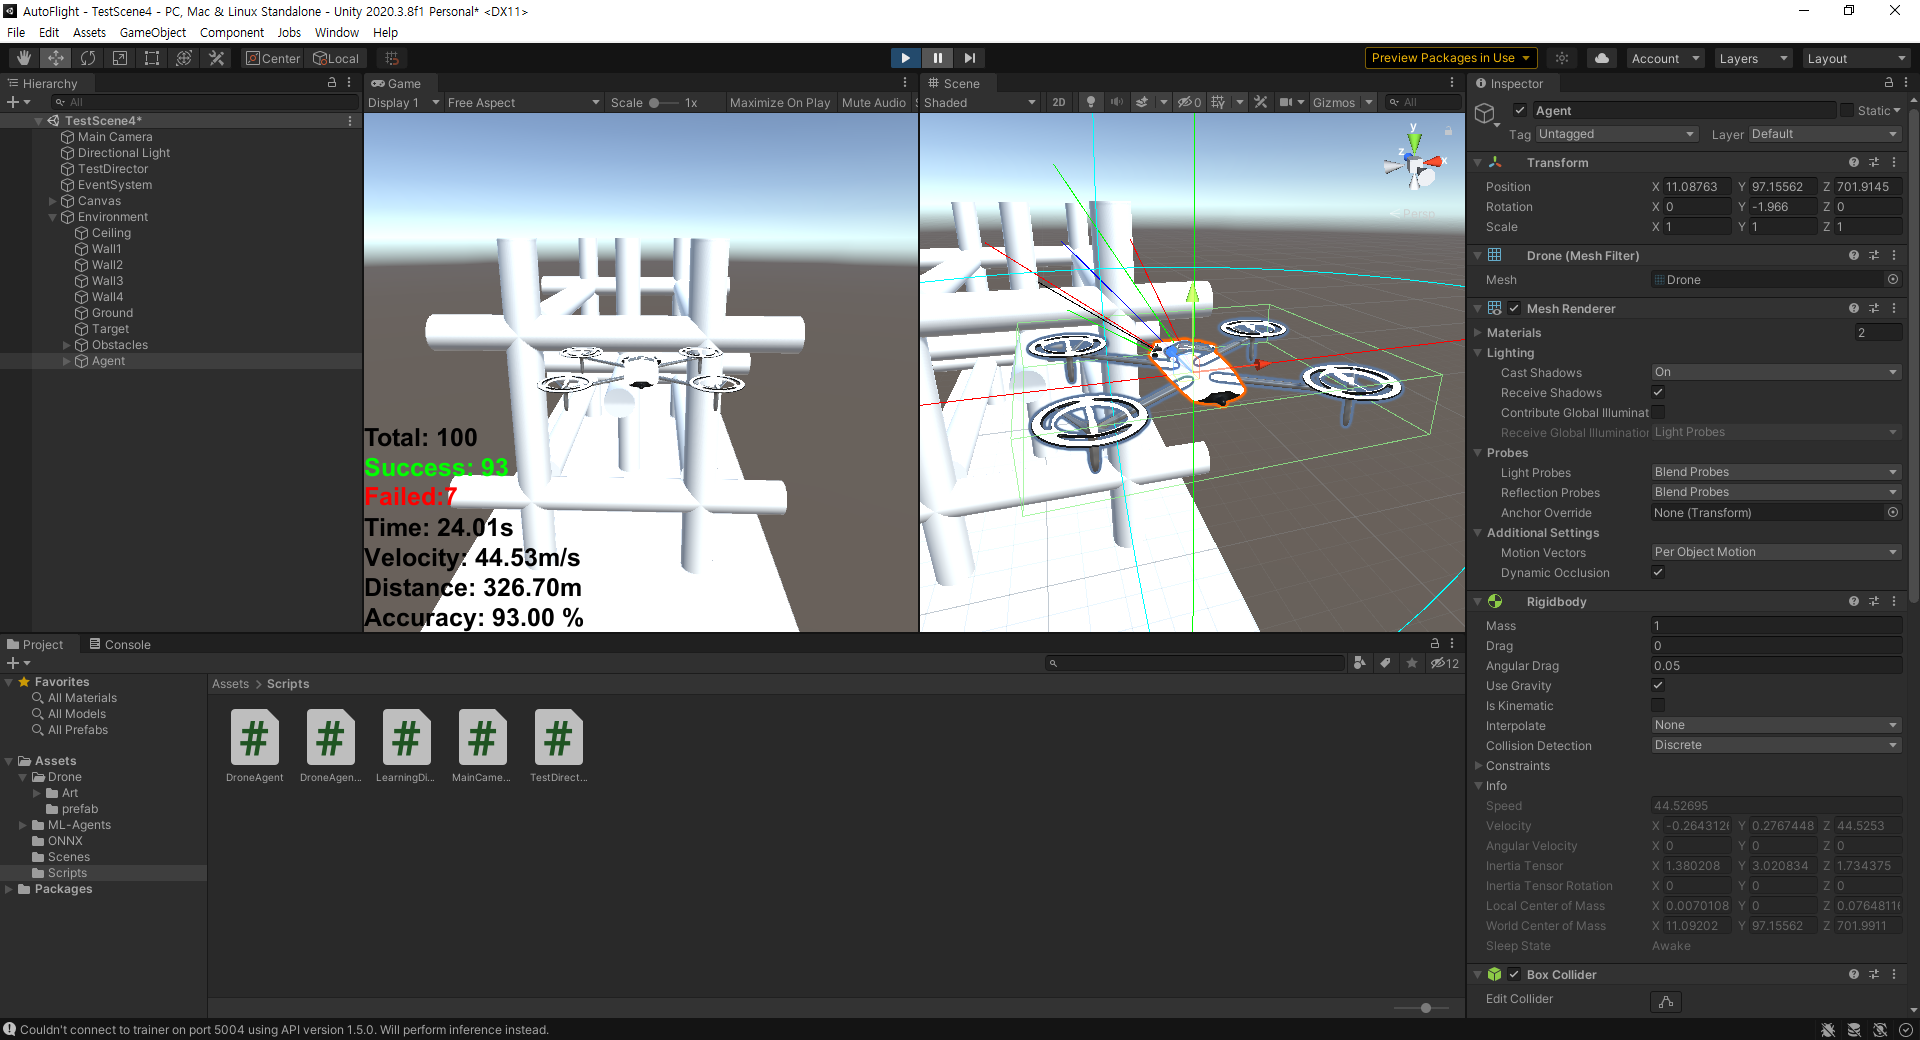 AutoFlight - TestScene4 - PC, Mac & Linux Standalone - Unity 2020.3.8f1 Personal* <DX11>
File Edit Assets GameObject Component Jobs Window Help
Center Local Preview Packages in Use Account Layers Layout
Hierarchy
All
TestScene4*
Main Camera
Directional Light
TestDirector
EventSystem
Canvas
Environment
Ceiling
Wall1
Wall2
Wall3
Wall4
Ground
Target
Obstacles
Agent
Game
Display 1 Free Aspect Scale 1x Maximize On Play Mute Audio
Total: 100
Success: 93
Failed:7
Time: 24.01s
Velocity: 44.53m/s
Distance: 326.70m
Accuracy: 93.00 %
Scene
Shaded 2D 0 Gizmos All
y
z x
Persp
Inspector
Agent Static
Tag Untagged Layer Default
Transform
Position X 11.08763 Y 97.15562 Z 701.9145
Rotation X 0 Y -1.966 Z 0
Scale X 1 Y 1 Z 1
Drone (Mesh Filter)
Mesh Drone
Mesh Renderer
Materials 2
Lighting
Cast Shadows On
Receive Shadows
Contribute Global Illuminat
Receive Global Illumination Light Probes
Probes
Light Probes Blend Probes
Reflection Probes Blend Probes
Anchor Override None (Transform)
Additional Settings
Motion Vectors Per Object Motion
Dynamic Occlusion
Rigidbody
Mass 1
Drag 0
Angular Drag 0.05
Use Gravity
Is Kinematic
Interpolate None
Collision Detection Discrete
Constraints
Info
Speed 44.52695
Velocity X -0.2643126 Y 0.2767448 Z 44.5253
Angular Velocity X 0 Y 0 Z 0
Inertia Tensor X 1.380208 Y 3.020834 Z 1.734375
Inertia Tensor Rotation X 0 Y 0 Z 0
Local Center of Mass X 0.0070108 Y 0 Z 0.0764811
World Center of Mass X 11.09202 Y 97.15562 Z 701.9911
Sleep State Awake
Box Collider
Edit Collider
Project Console
12
Favorites
All Materials
All Models
All Prefabs
Assets
Drone
Art
prefab
ML-Agents
ONNX
Scenes
Scripts
Packages
Assets > Scripts
DroneAgent DroneAgen... LearningDi... MainCame... TestDirect...
Couldn't connect to trainer on port 5004 using API version 1.5.0. Will perform inference instead.